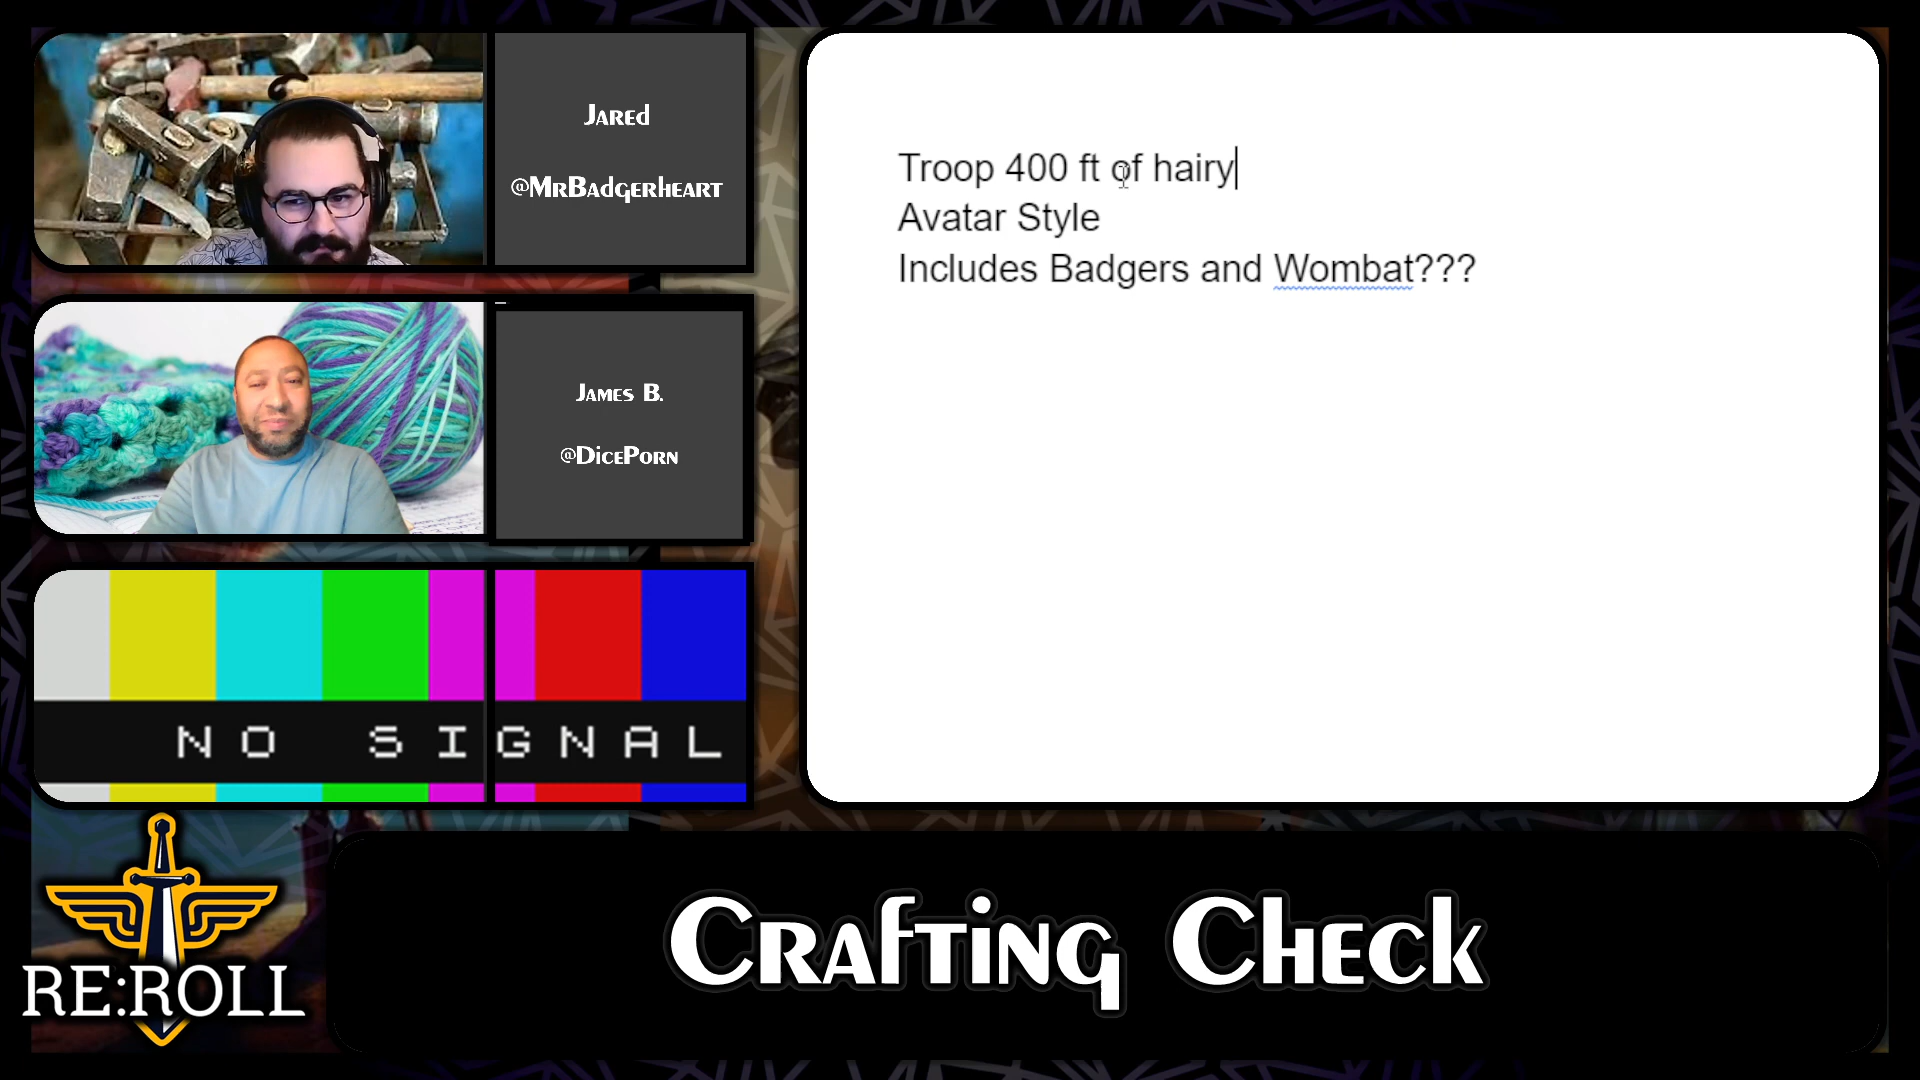 Jared
@MrBadgerheart
Troop 400 ft of hairy
Avatar Style
Includes Badgers and Wombat???
James B.
@DicePorn
NO SIGNAL
RE:ROLL
Crafting Check